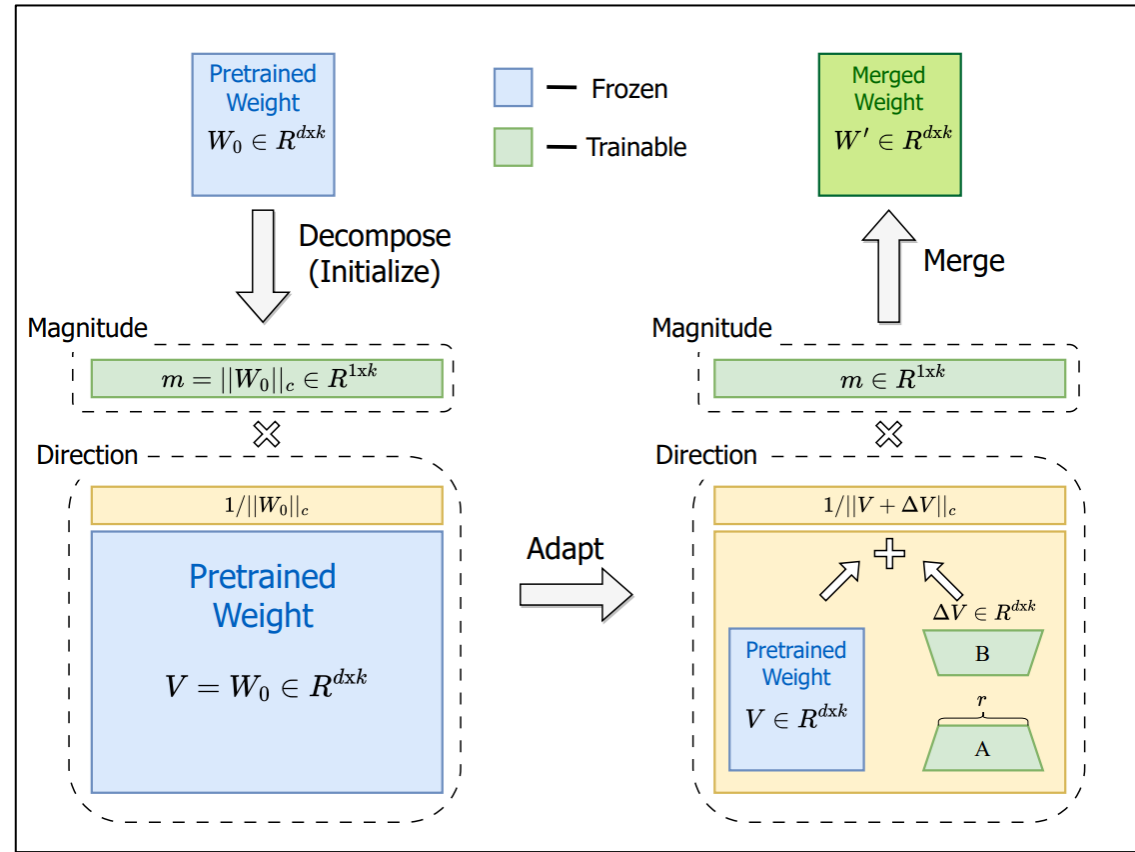 Pretrained
Weight
W₀ ∈ R^{dxk}
— Frozen
— Trainable
Merged
Weight
W′ ∈ R^{dxk}
Decompose
(Initialize)
Merge
Magnitude
m = ||W₀||_c ∈ R^{1xk}
Magnitude
m ∈ R^{1xk}
Direction
1/||W₀||_c
Pretrained
Weight
V = W₀ ∈ R^{dxk}
Adapt
Direction
1/||V + ΔV||_c
ΔV ∈ R^{dxk}
Pretrained
Weight
V ∈ R^{dxk}
B
r
A